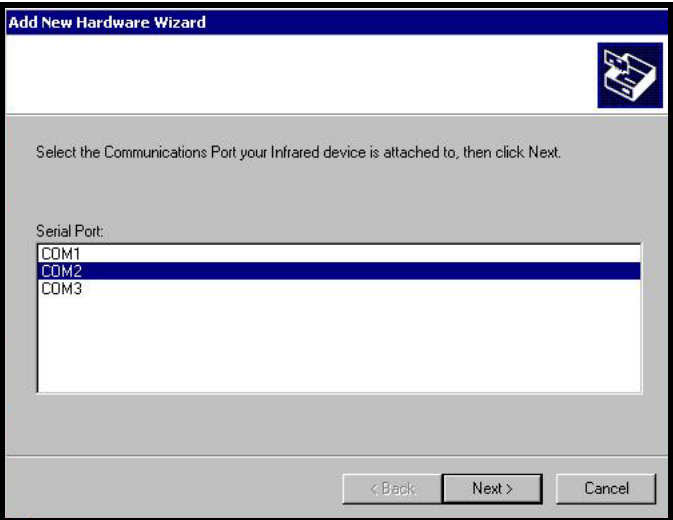 Add New Hardware Wizard
Select the Communications Port your Infrared device is attached to, then click Next.
Serial Port:
COM1
COM2
COM3
< Back
Next >
Cancel